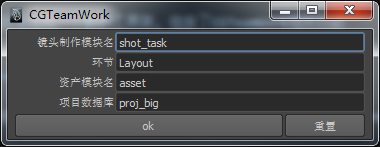 CGTeamWork
镜头制作模块名 shot_task
环节 Layout
资产模块名 asset
项目数据库 proj_big
ok 重置